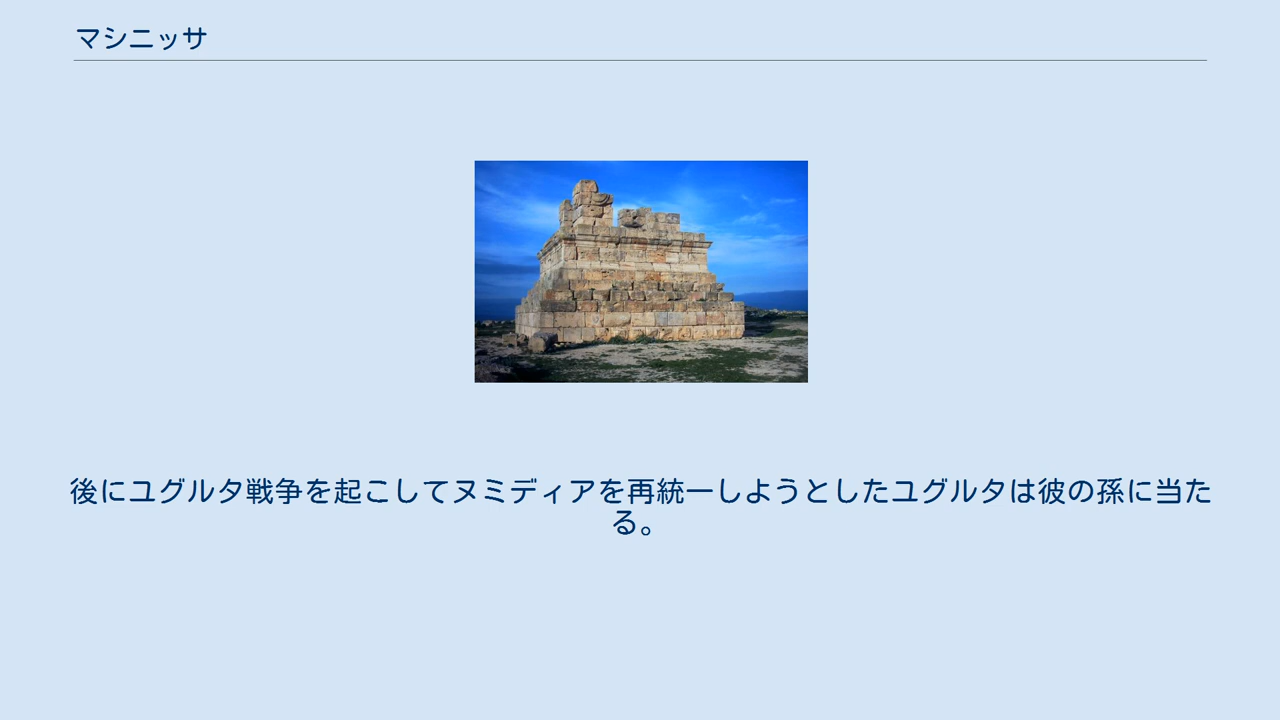 マシニッサ
後にユグルタ戦争を起こしてヌミディアを再統一しようとしたユグルタは彼の孫に当た
る。